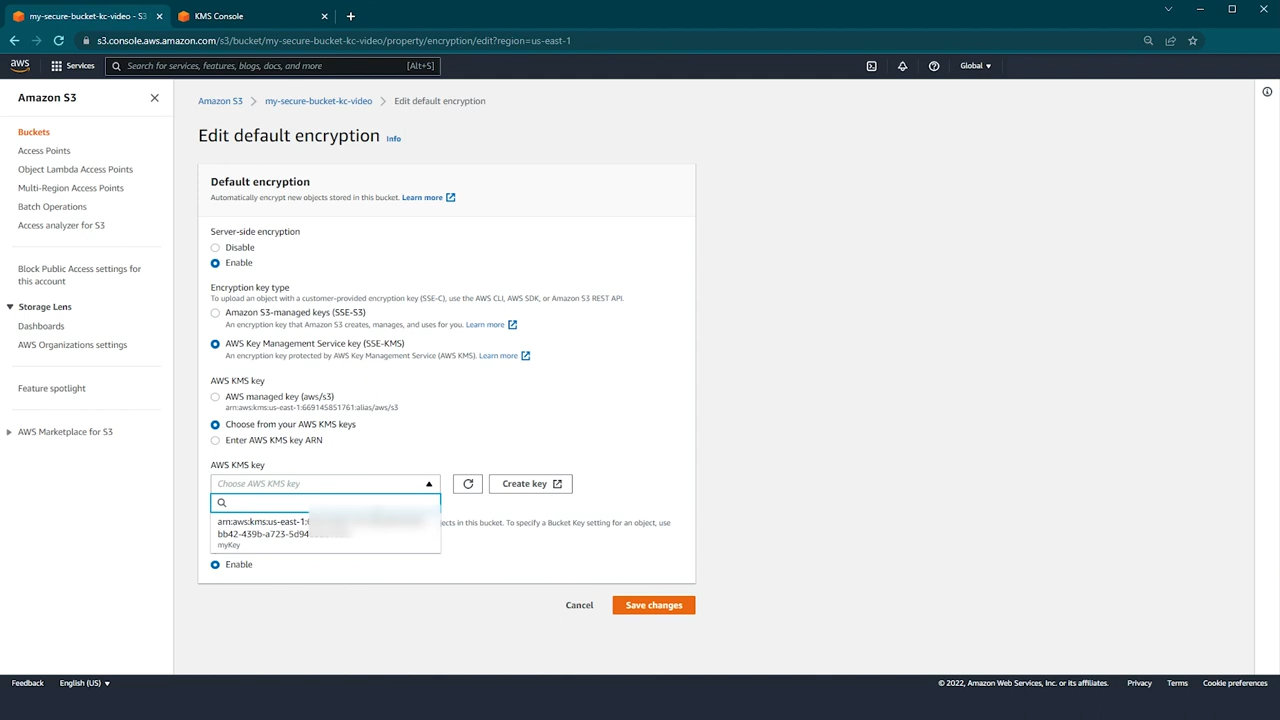 my-secure-bucket-kc-video - S3
KMS Console
s3.console.aws.amazon.com/s3/bucket/my-secure-bucket-kc-video/property/encryption/edit?region=us-east-1
aws
Services
Search for services, features, blogs, docs, and more
[Alt+S]
Global
Amazon S3
Buckets
Access Points
Object Lambda Access Points
Multi-Region Access Points
Batch Operations
Access analyzer for S3
Block Public Access settings for
this account
Storage Lens
Dashboards
AWS Organizations settings
Feature spotlight
AWS Marketplace for S3
Amazon S3 > my-secure-bucket-kc-video > Edit default encryption
Edit default encryption Info
Default encryption
Automatically encrypt new objects stored in this bucket. Learn more
Server-side encryption
Disable
Enable
Encryption key type
To upload an object with a customer-provided encryption key (SSE-C), use the AWS CLI, AWS SDK, or Amazon S3 REST API.
Amazon S3-managed keys (SSE-S3)
An encryption key that Amazon S3 creates, manages, and uses for you. Learn more
AWS Key Management Service key (SSE-KMS)
An encryption key protected by AWS Key Management Service (AWS KMS). Learn more
AWS KMS key
AWS managed key (aws/s3)
arn:aws:kms:us-east-1:669145851761:alias/aws/s3
Choose from your AWS KMS keys
Enter AWS KMS key ARN
AWS KMS key
Choose AWS KMS key
Create key
arn:aws:kms:us-east-1:
bb42-439b-a723-5d94
myKey
in this bucket. To specify a Bucket Key setting for an object, use
Enable
Cancel
Save changes
Feedback
English (US)
© 2022, Amazon Web Services, Inc. or its affiliates.
Privacy
Terms
Cookie preferences